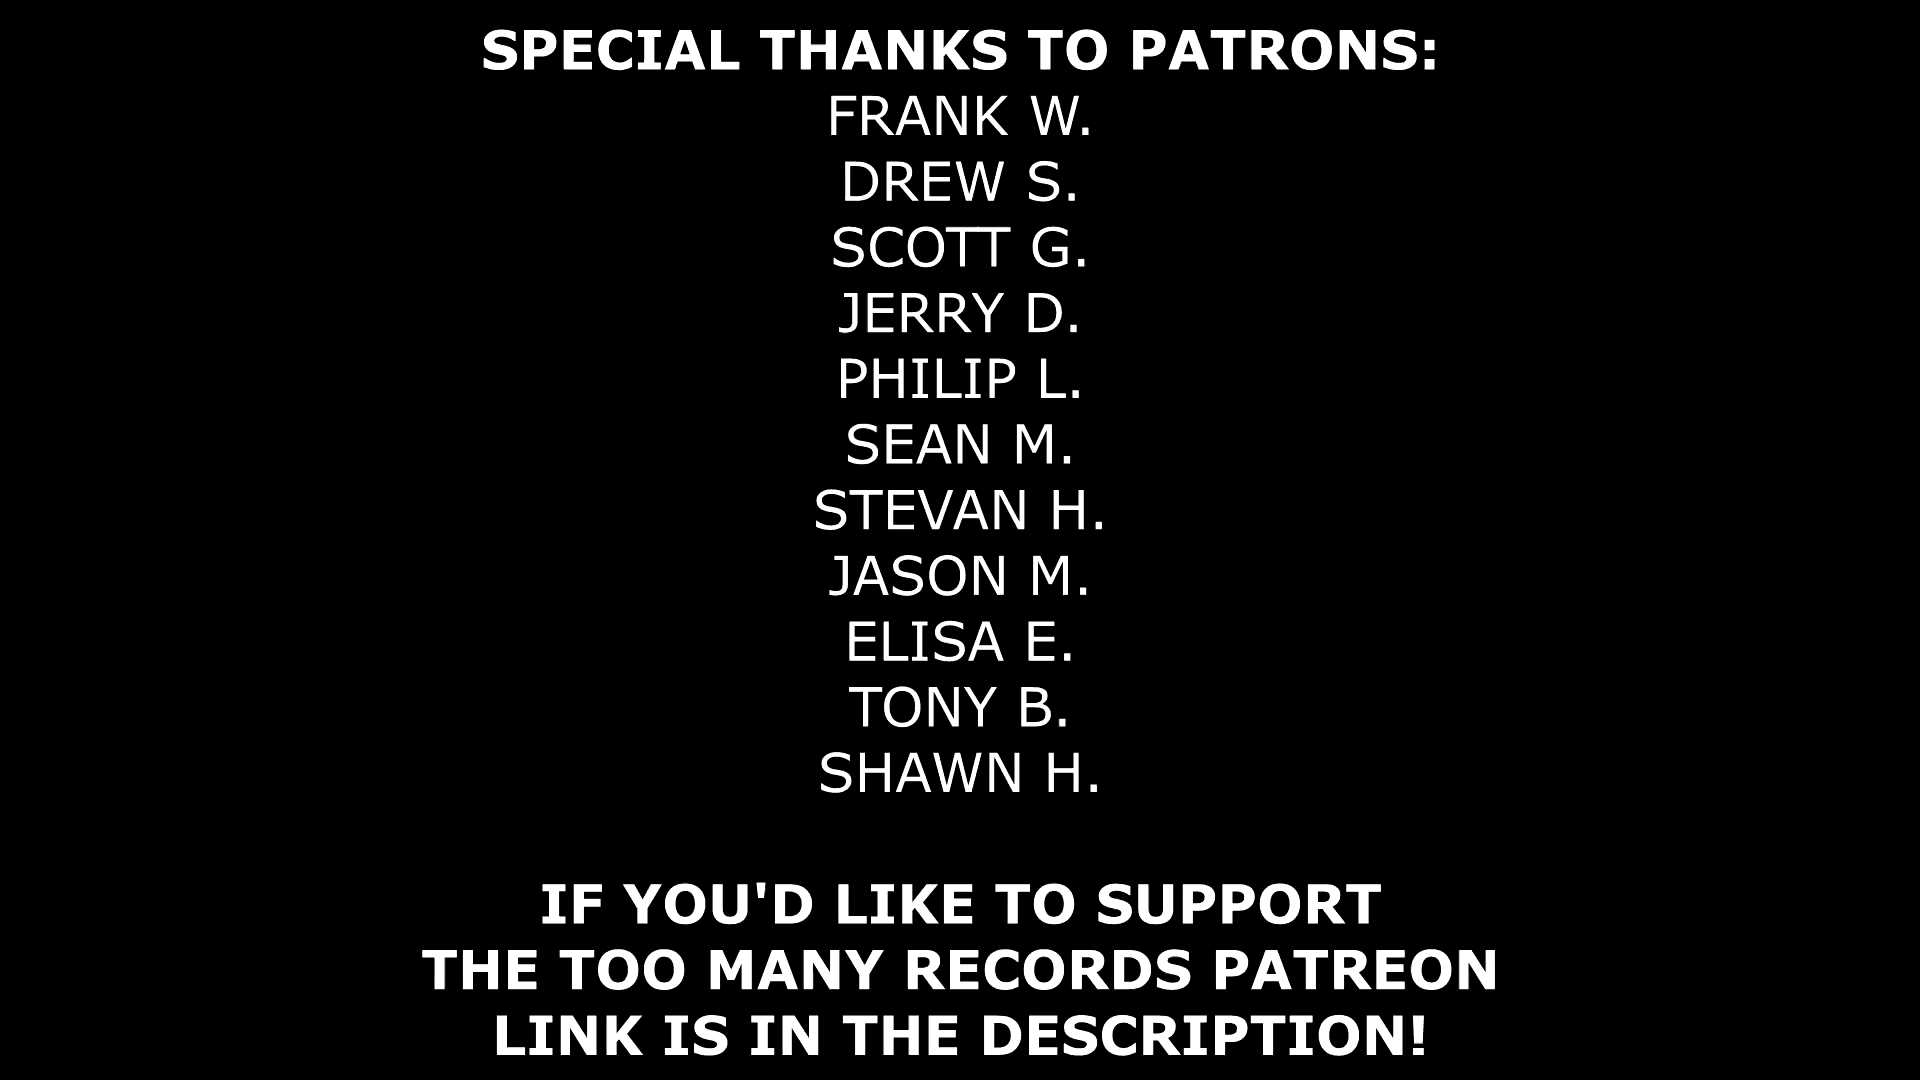 SPECIAL THANKS TO PATRONS:
FRANK W.
DREW S.
SCOTT G.
JERRY D.
PHILIP L.
SEAN M.
STEVAN H.
JASON M.
ELISA E.
TONY B.
SHAWN H.
IF YOU'D LIKE TO SUPPORT
THE TOO MANY RECORDS PATREON
LINK IS IN THE DESCRIPTION!